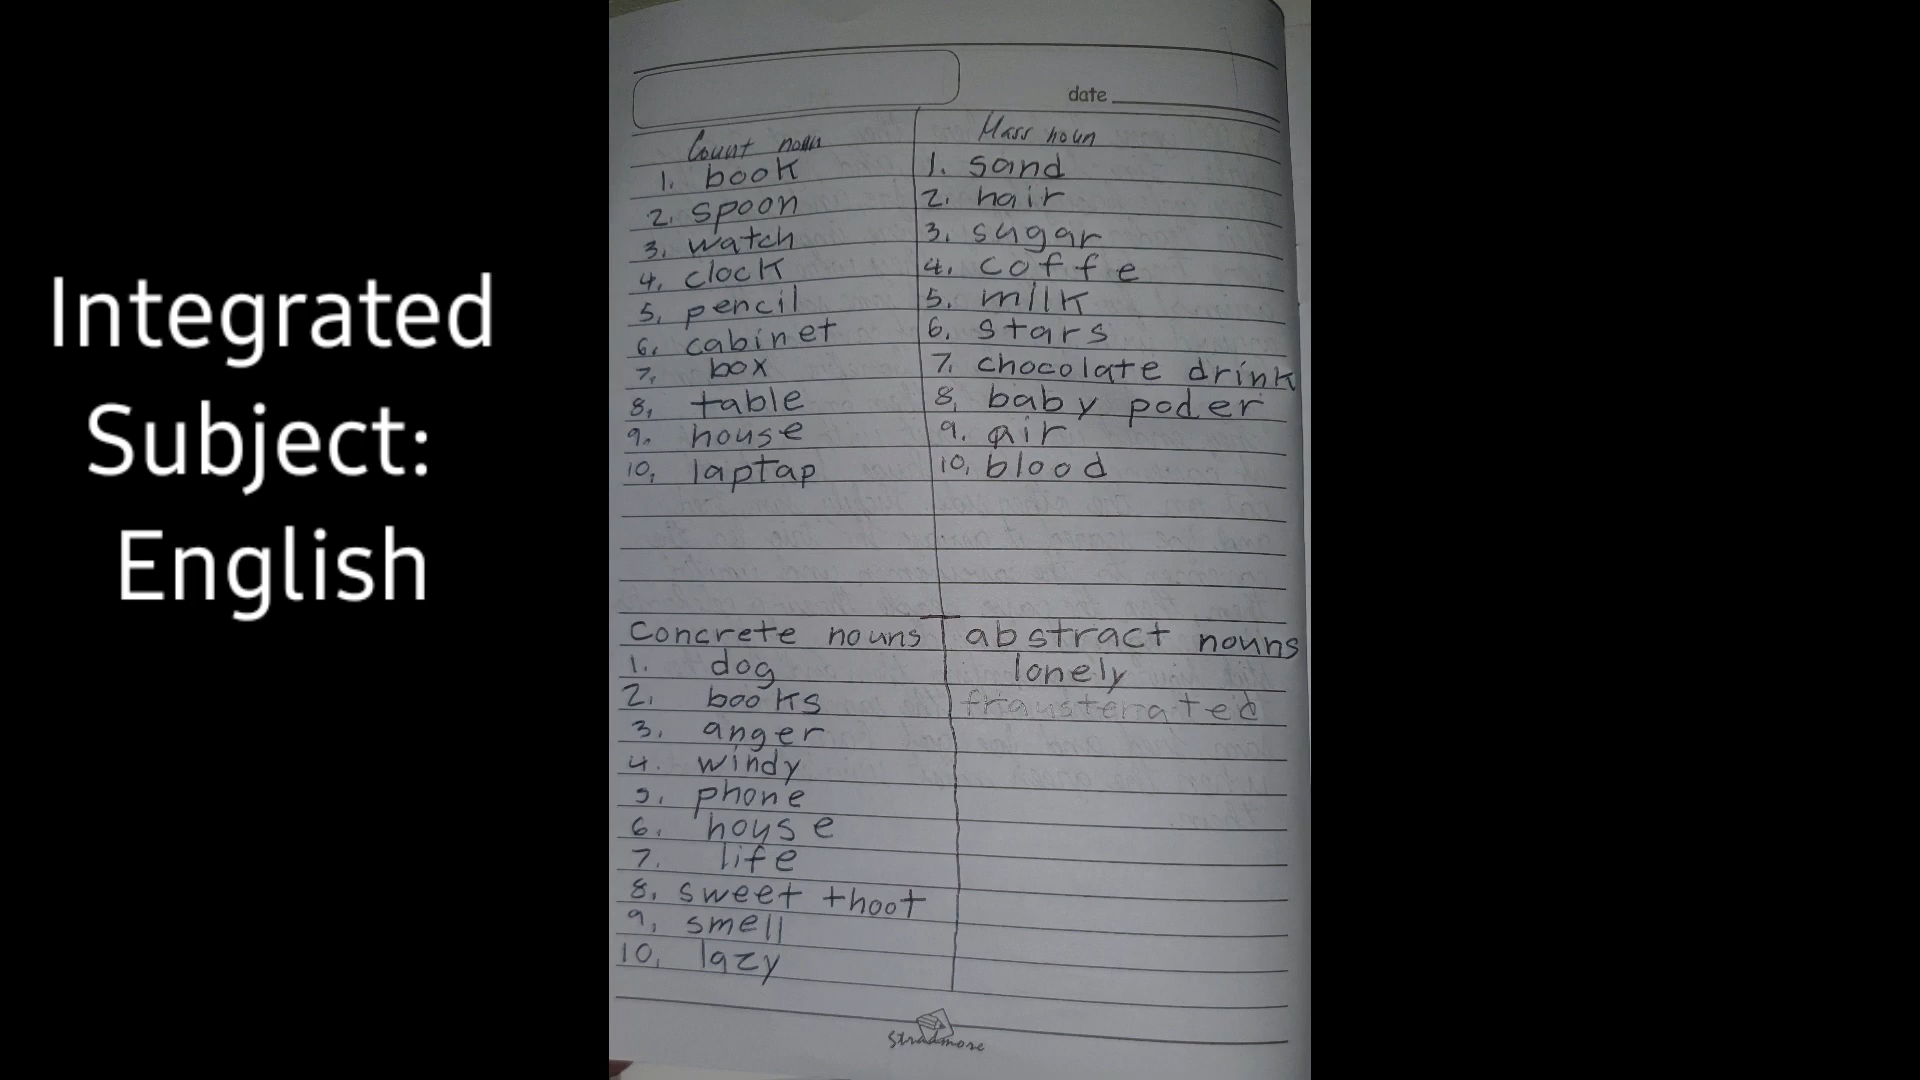 Integrated
Subject:
English
date
Count noun
1. book
2. spoon
3. watch
4. clock
5. pencil
6. cabinet
7. box
8. table
9. house
10. laptap
Mass noun
1. sand
2. hair
3. sugar
4. coffe
5. milk
6. stars
7. chocolate drink
8. baby poder
9. air
10. blood
Concrete nouns
1. dog
2. books
3. anger
4. windy
5. phone
6. house
7. life
8. sweet thoot
9. smell
10. lazy
abstract nouns
lonely
frausterated
Stradmore